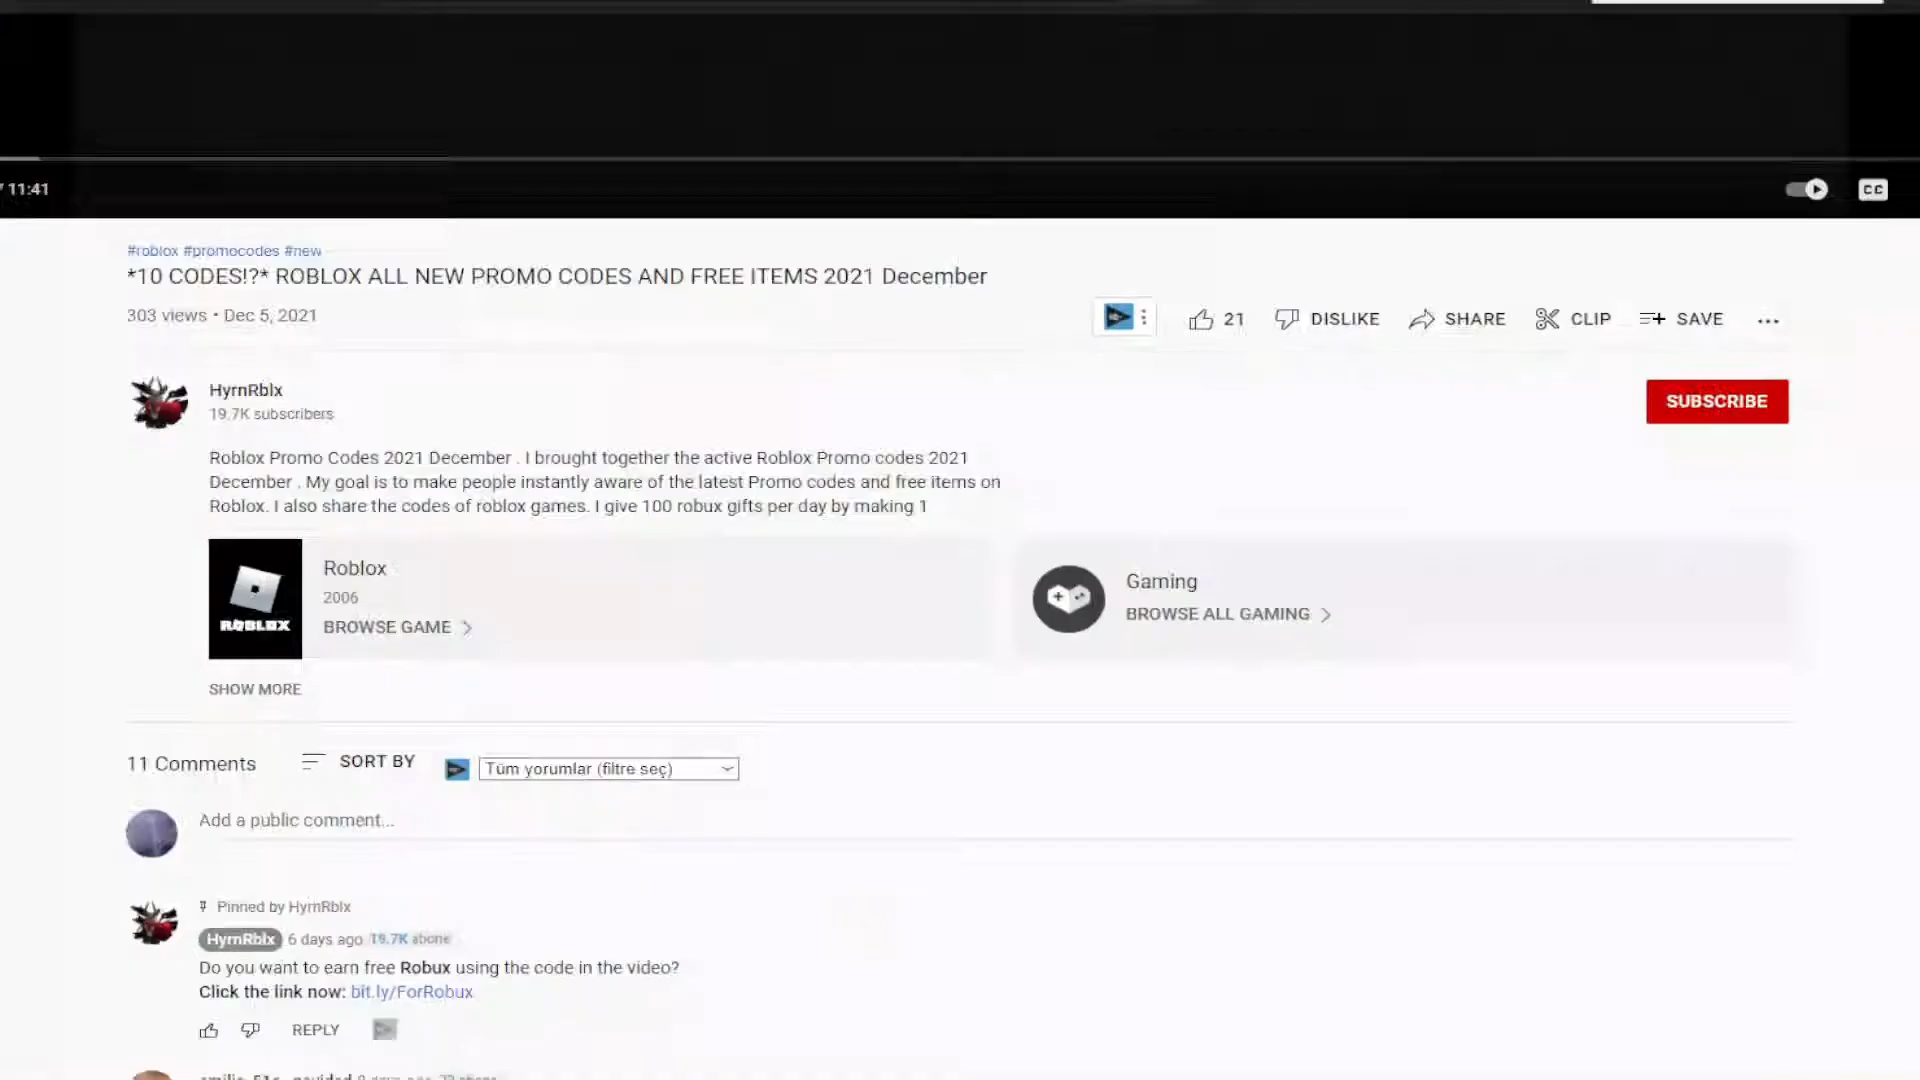 11:41
CC
#roblox #promocodes #new
*10 CODES!?* ROBLOX ALL NEW PROMO CODES AND FREE ITEMS 2021 December
303 views • Dec 5, 2021
21 DISLIKE SHARE CLIP SAVE
HyrnRblx
19.7K subscribers
SUBSCRIBE
Roblox Promo Codes 2021 December . I brought together the active Roblox Promo codes 2021
December . My goal is to make people instantly aware of the latest Promo codes and free items on
Roblox. I also share the codes of roblox games. I give 100 robux gifts per day by making 1
ROBLOX
Roblox
2006
BROWSE GAME
Gaming
BROWSE ALL GAMING
SHOW MORE
11 Comments SORT BY Tüm yorumlar (filtre seç)
Add a public comment...
Pinned by HyrnRblx
HyrnRblx 6 days ago 19.7K abone
Do you want to earn free Robux using the code in the video?
Click the link now: bit.ly/ForRobux
REPLY